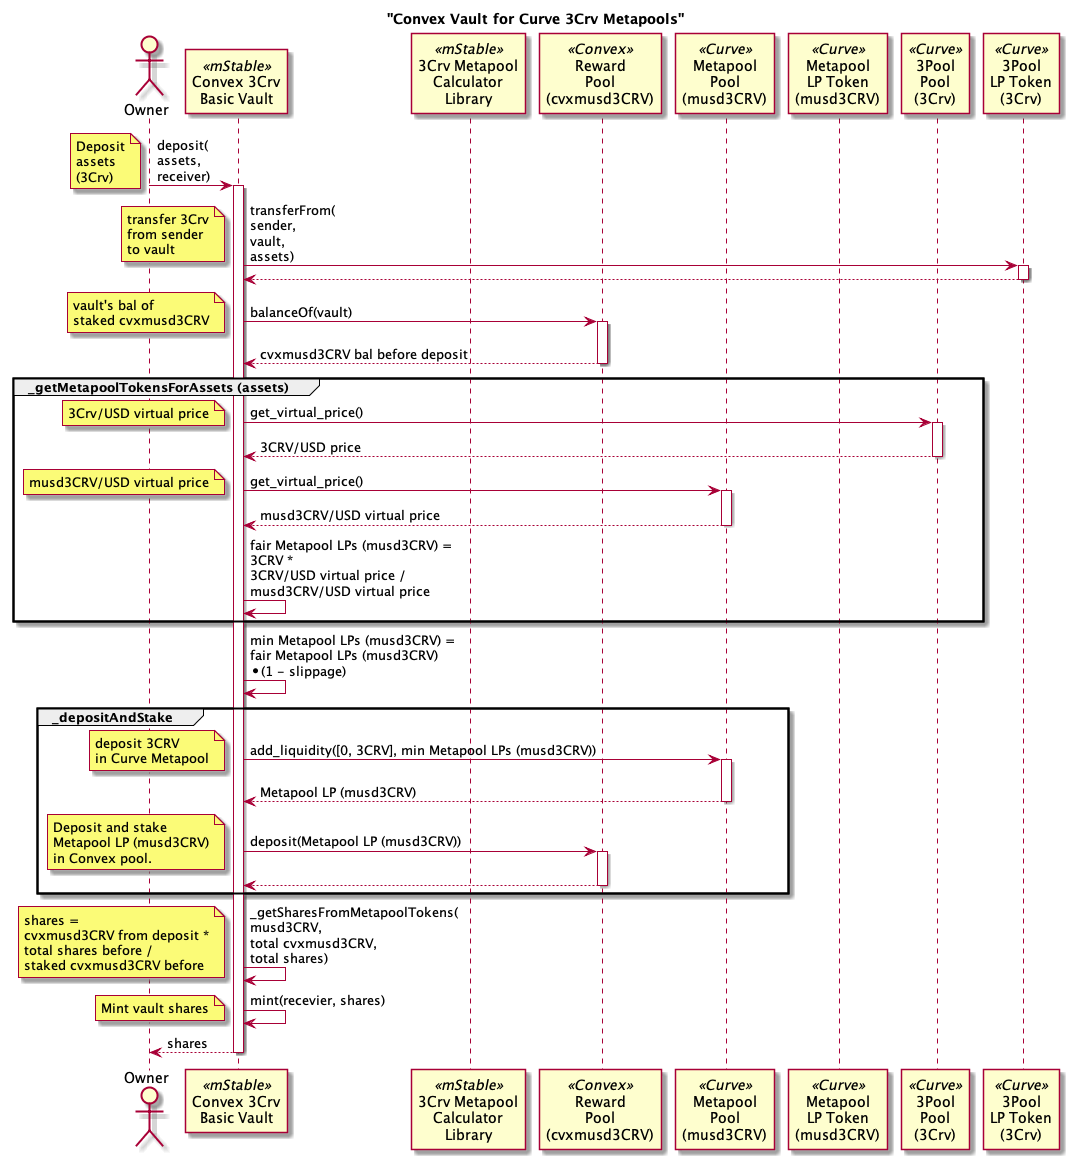 "Convex Vault for Curve 3Crv Metapools"
Owner
«mStable»
Convex 3Crv
Basic Vault
«mStable»
3Crv Metapool
Calculator
Library
«Convex»
Reward
Pool
(cvxmusd3CRV)
«Curve»
Metapool
Pool
(musd3CRV)
«Curve»
Metapool
LP Token
(musd3CRV)
«Curve»
3Pool
Pool
(3Crv)
«Curve»
3Pool
LP Token
(3Crv)
Deposit
assets
(3Crv)
deposit(
assets,
receiver)
transfer 3Crv
from sender
to vault
transferFrom(
sender,
vault,
assets)
vault's bal of
staked cvxmusd3CRV
balanceOf(vault)
cvxmusd3CRV bal before deposit
_getMetapoolTokensForAssets (assets)
3Crv/USD virtual price
get_virtual_price()
3CRV/USD price
musd3CRV/USD virtual price
get_virtual_price()
musd3CRV/USD virtual price
fair Metapool LPs (musd3CRV) =
3CRV *
3CRV/USD virtual price /
musd3CRV/USD virtual price
min Metapool LPs (musd3CRV) =
fair Metapool LPs (musd3CRV)
•(1 - slippage)
_depositAndStake
deposit 3CRV
in Curve Metapool
add_liquidity([0, 3CRV], min Metapool LPs (musd3CRV))
Metapool LP (musd3CRV)
Deposit and stake
Metapool LP (musd3CRV)
in Convex pool.
deposit(Metapool LP (musd3CRV))
shares =
cvxmusd3CRV from deposit *
total shares before /
staked cvxmusd3CRV before
_getSharesFromMetapoolTokens(
musd3CRV,
total cvxmusd3CRV,
total shares)
Mint vault shares
mint(recevier, shares)
shares
Owner
«mStable»
Convex 3Crv
Basic Vault
«mStable»
3Crv Metapool
Calculator
Library
«Convex»
Reward
Pool
(cvxmusd3CRV)
«Curve»
Metapool
Pool
(musd3CRV)
«Curve»
Metapool
LP Token
(musd3CRV)
«Curve»
3Pool
Pool
(3Crv)
«Curve»
3Pool
LP Token
(3Crv)